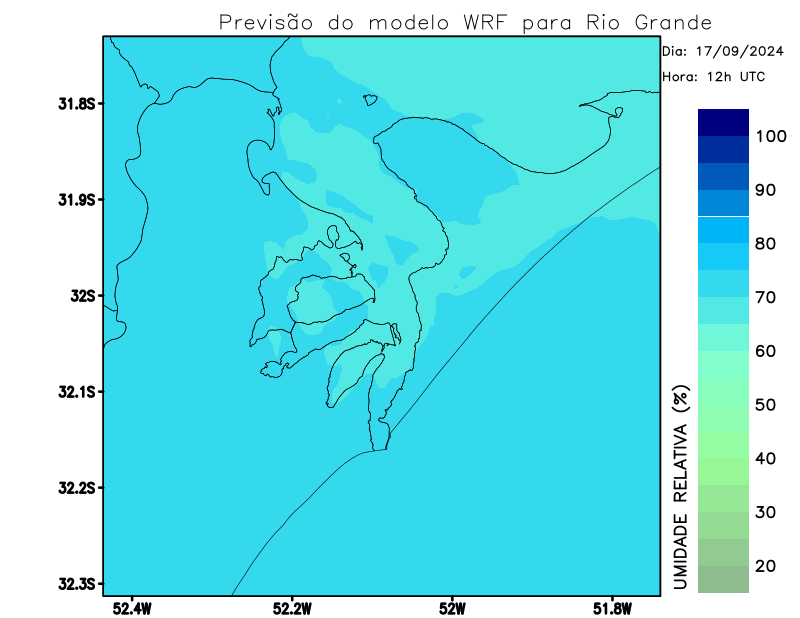 Previsão do modelo WRF para Rio Grande
Dia: 17/09/2024
Hora: 12h UTC
31.8S
31.9S
32S
32.1S
32.2S
32.3S
52.4W
52.2W
52W
51.8W
100
90
80
70
60
50
40
30
20
UMIDADE RELATIVA (%)